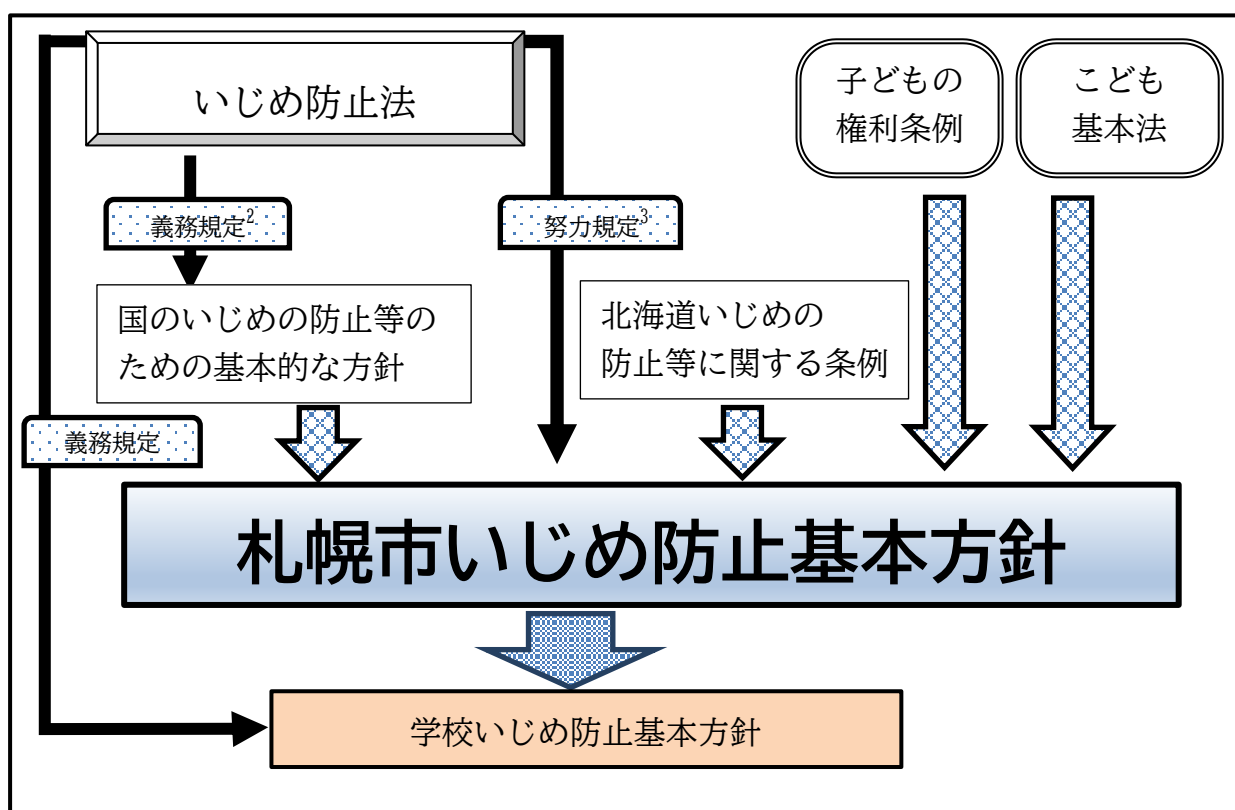 いじめ防止法
子どもの
権利条例
こども
基本法
義務規定2
努力規定3
国のいじめの防止等の
ための基本的な方針
北海道いじめの
防止等に関する条例
義務規定
札幌市いじめ防止基本方針
学校いじめ防止基本方針